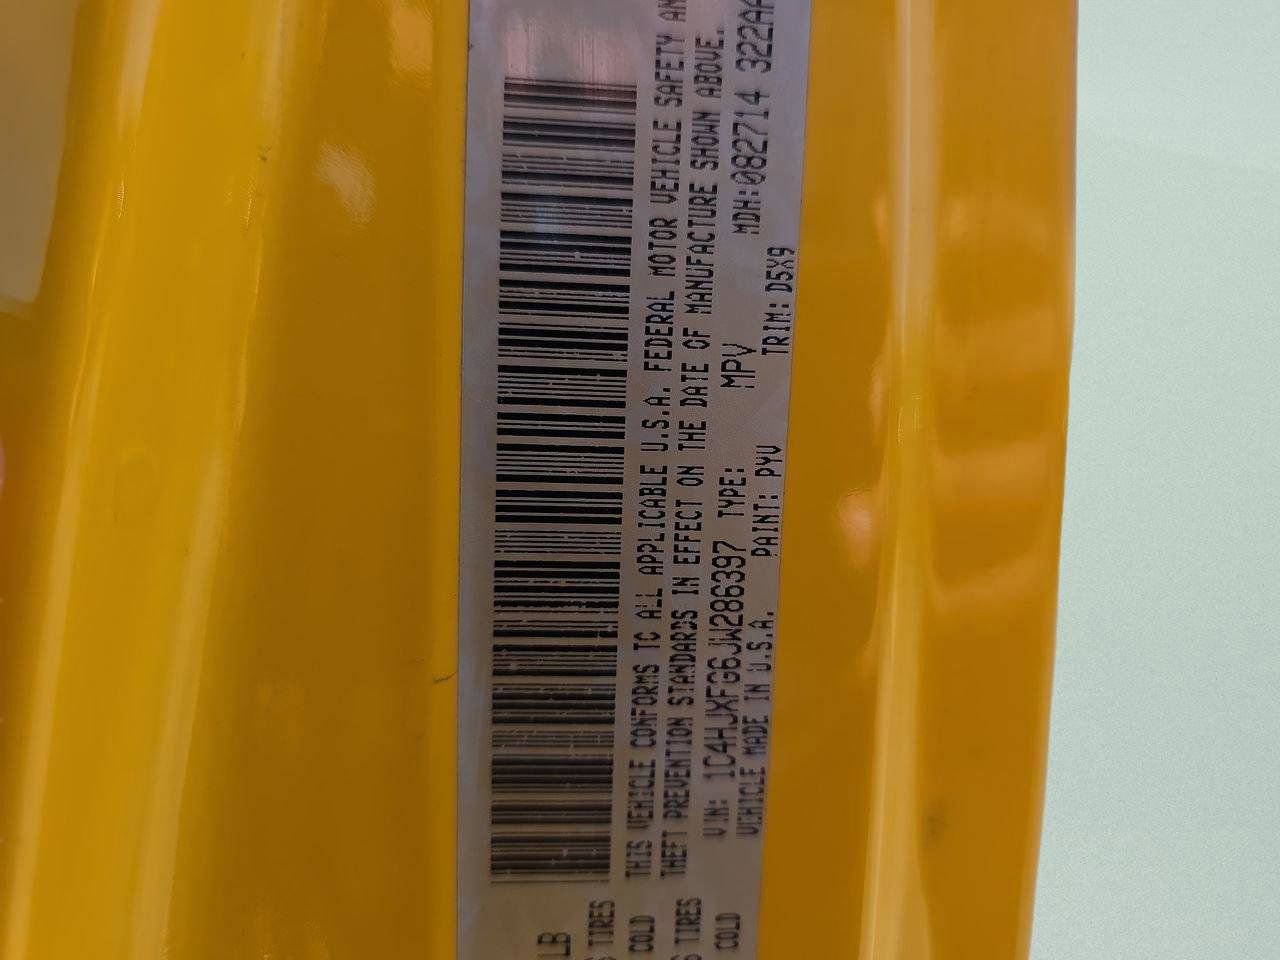 LB
TIRES
COLD
TIRES
COLD
THIS VEHICLE CONFORMS TO ALL APPLICABLE U.S.A. FEDERAL MOTOR VEHICLE SAFETY AN
THEFT PREVENTION STANDARDS IN EFFECT ON THE DATE OF MANUFACTURE SHOWN ABOVE.
VIN: 1C4HJXFG6JW286397 TYPE: MPV MDH:082714 322AA
VEHICLE MADE IN U.S.A. PAINT: PYV TRIM: D5X9